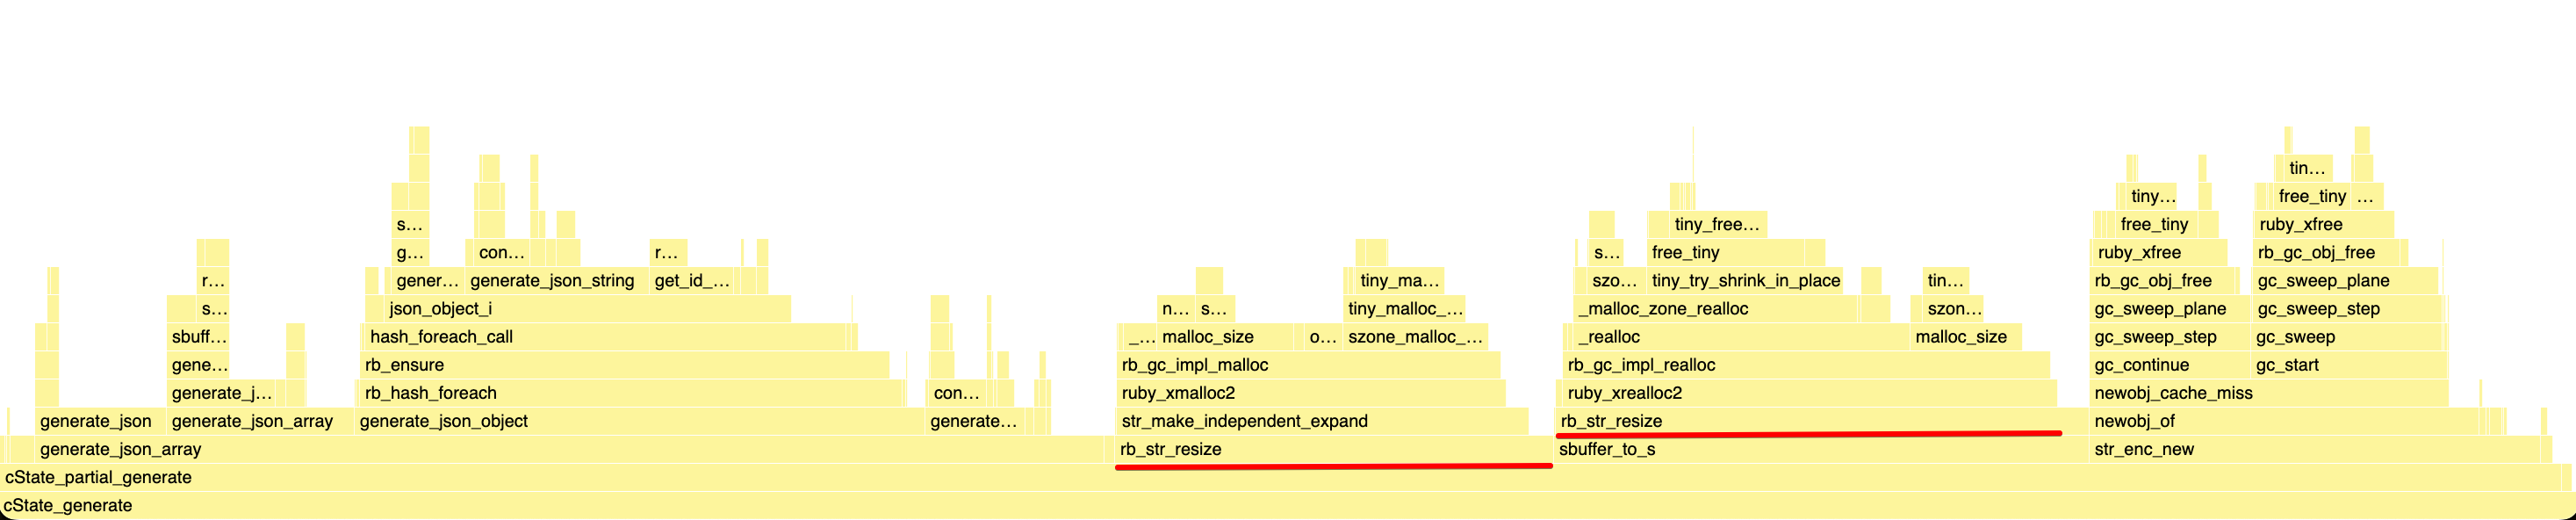 tin...
tiny...
free_tiny
...
s...
tiny_free...
free_tiny
ruby_xfree
g...
con...
r...
s...
free_tiny
ruby_xfree
rb_gc_obj_free
r...
gener...
generate_json_string
get_id_...
tiny_ma...
szo...
tiny_try_shrink_in_place
tin...
rb_gc_obj_free
gc_sweep_plane
s...
json_object_i
n...
s...
tiny_malloc_...
_malloc_zone_realloc
szon...
gc_sweep_plane
gc_sweep_step
sbuff...
hash_foreach_call
_...
malloc_size
o...
szone_malloc_...
_realloc
malloc_size
gc_sweep_step
gc_sweep
gene...
rb_ensure
rb_gc_impl_malloc
rb_gc_impl_realloc
gc_continue
gc_start
generate_j...
rb_hash_foreach
con...
ruby_xmalloc2
ruby_xrealloc2
newobj_cache_miss
generate_json
generate_json_array
generate_json_object
generate...
str_make_independent_expand
rb_str_resize
newobj_of
generate_json_array
rb_str_resize
sbuffer_to_s
str_enc_new
cState_partial_generate
cState_generate